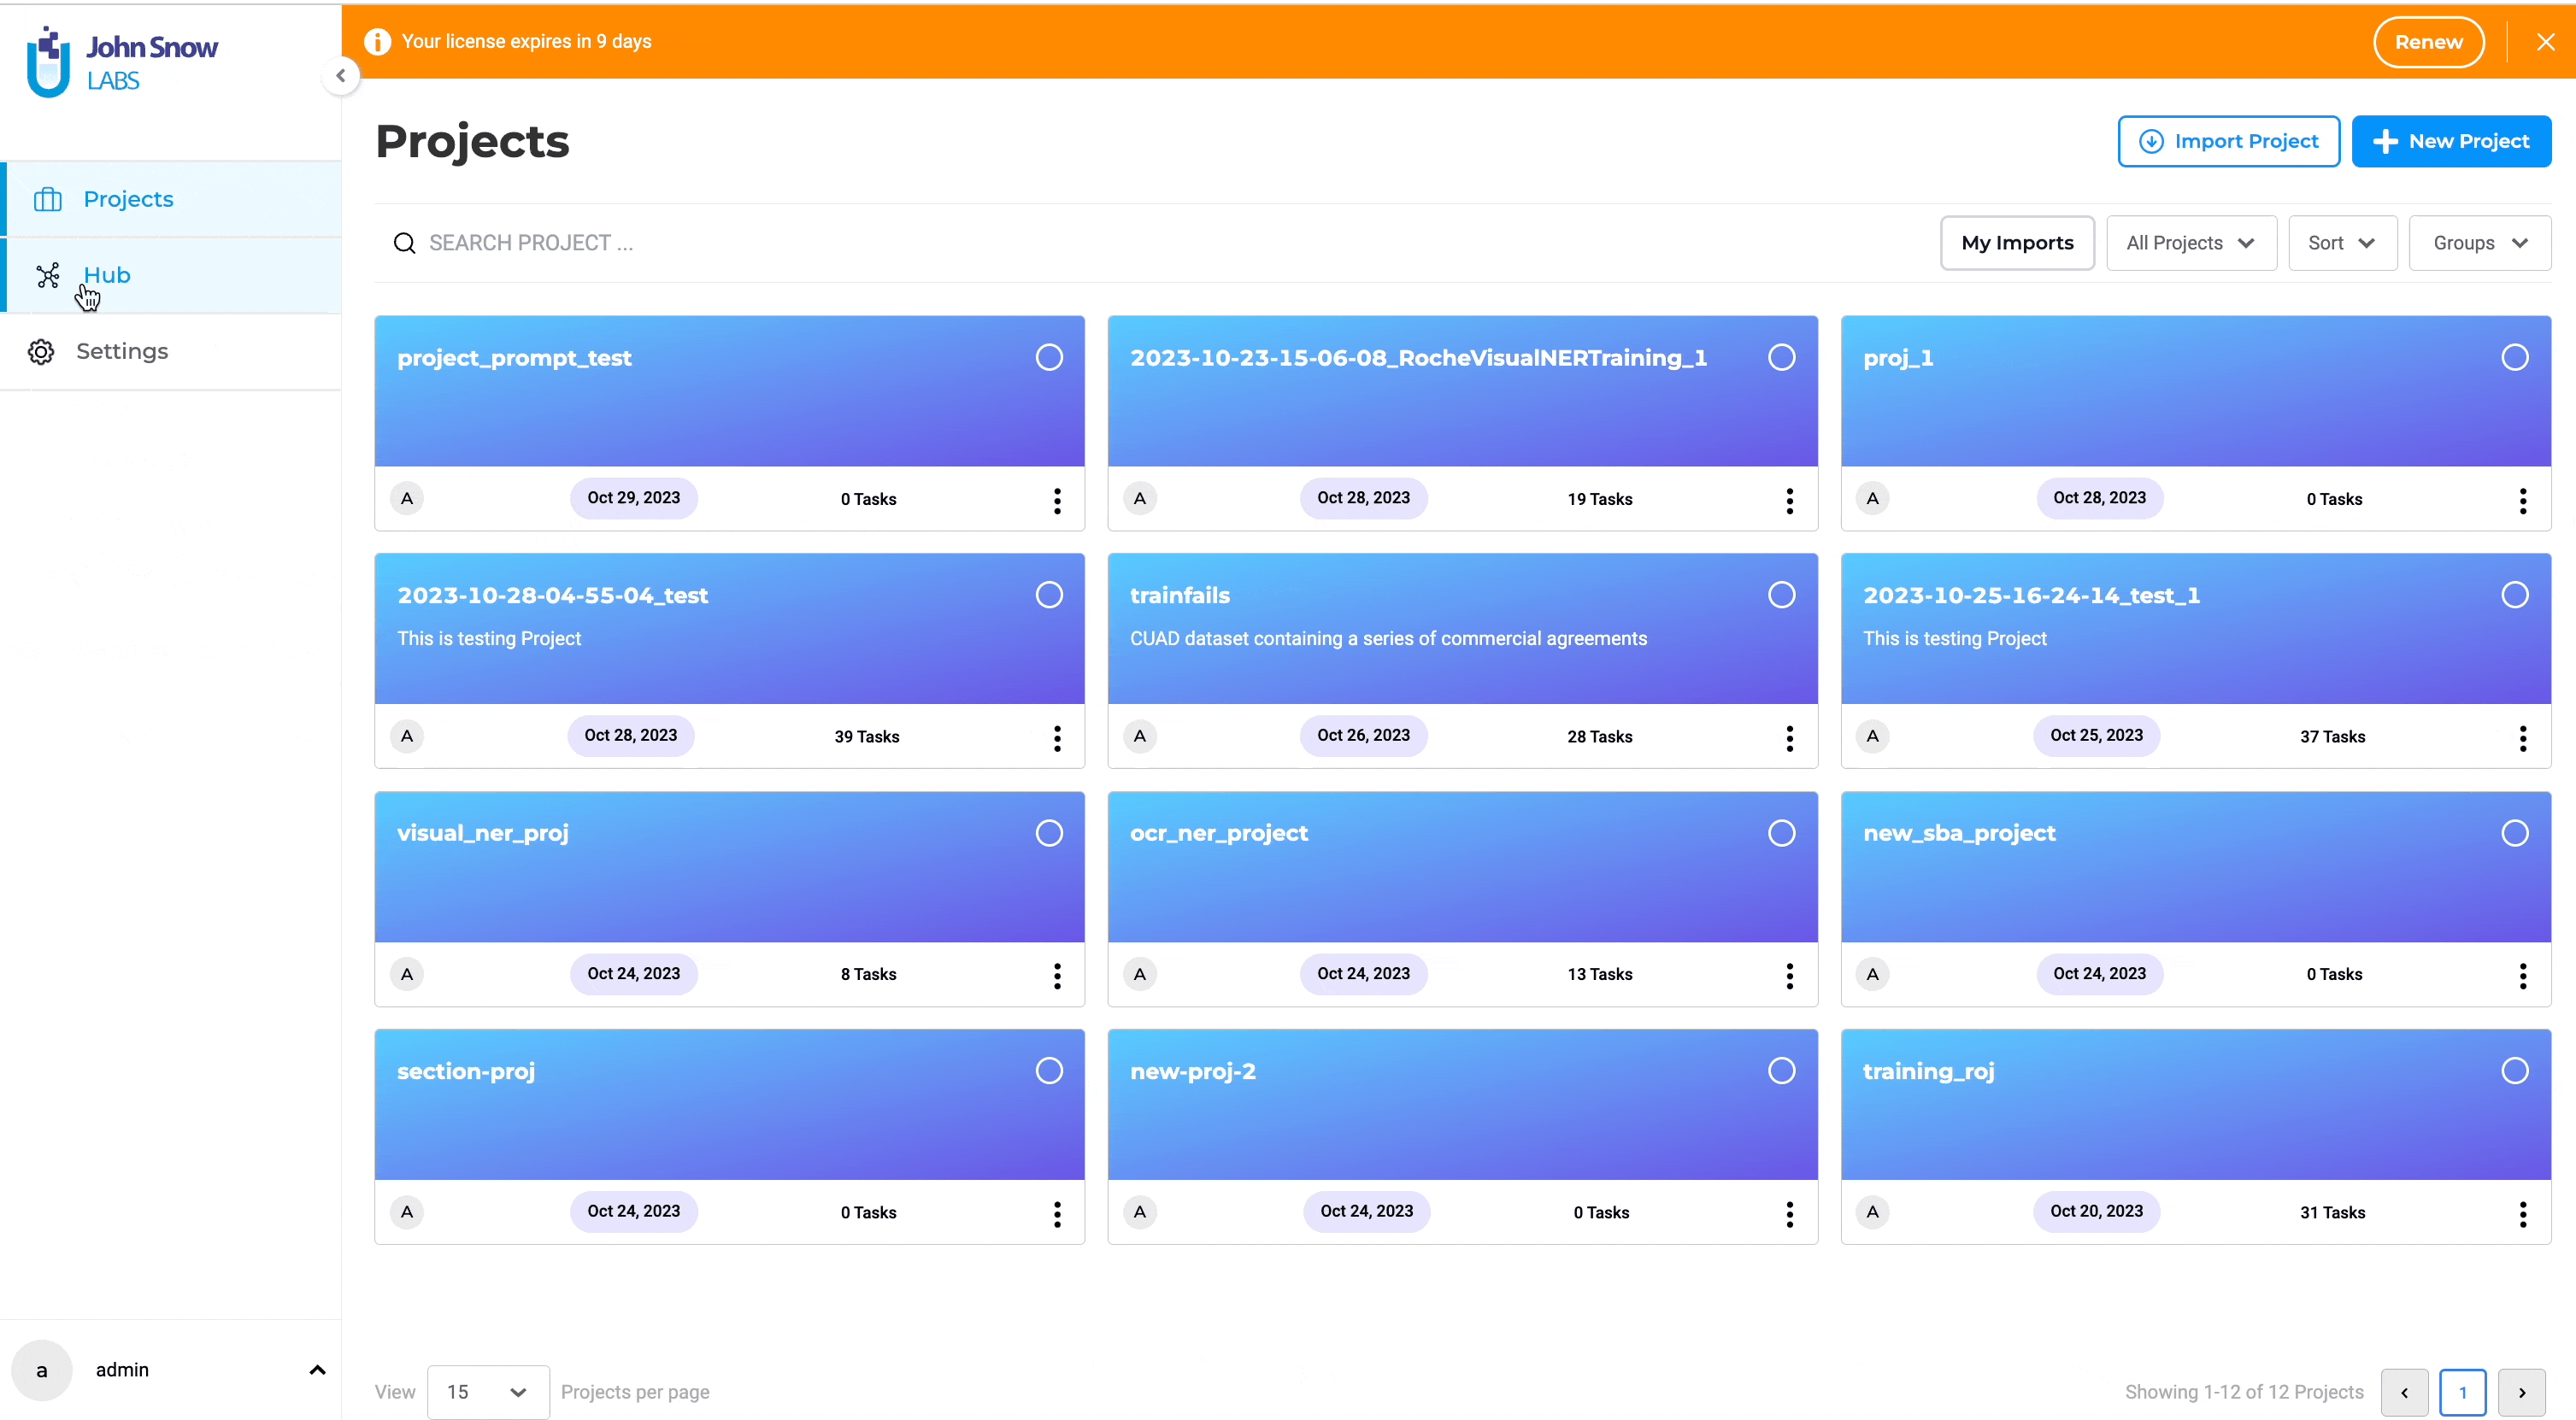 John Snow
LABS
Your license expires in 9 days
Renew
Projects
Import Project
New Project
Projects
Hub
Settings
SEARCH PROJECT ...
My Imports
All Projects
Sort
Groups
project_prompt_test
2023-10-23-15-06-08_RocheVisualNERTraining_1
proj_1
A
Oct 29, 2023
0 Tasks
A
Oct 28, 2023
19 Tasks
A
Oct 28, 2023
0 Tasks
2023-10-28-04-55-04_test
This is testing Project
trainfails
CUAD dataset containing a series of commercial agreements
2023-10-25-16-24-14_test_1
This is testing Project
A
Oct 28, 2023
39 Tasks
A
Oct 26, 2023
28 Tasks
A
Oct 25, 2023
37 Tasks
visual_ner_proj
ocr_ner_project
new_sba_project
A
Oct 24, 2023
8 Tasks
A
Oct 24, 2023
13 Tasks
A
Oct 24, 2023
0 Tasks
section-proj
new-proj-2
training_roj
A
Oct 24, 2023
0 Tasks
A
Oct 24, 2023
0 Tasks
A
Oct 20, 2023
31 Tasks
a
admin
View
15
Projects per page
Showing 1-12 of 12 Projects
1